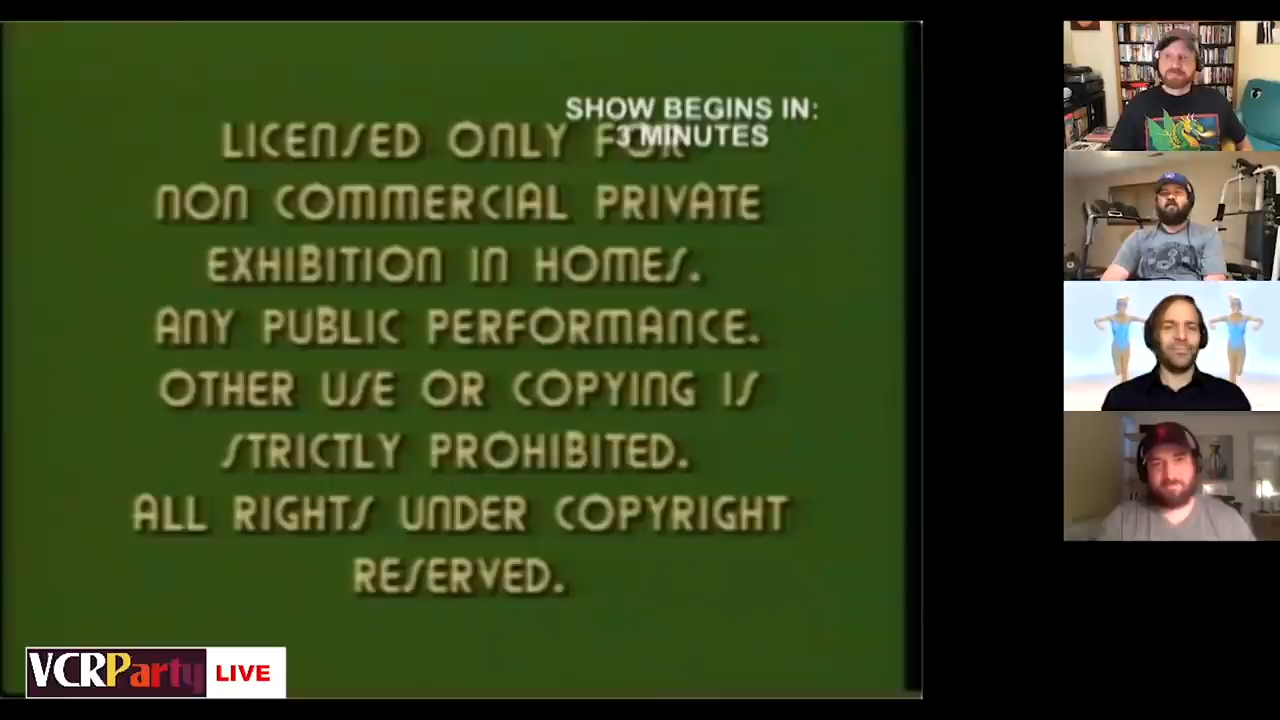 SHOW BEGINS IN:
3 MINUTES
LICENSED ONLY FOR
NON COMMERCIAL PRIVATE
EXHIBITION IN HOMES.
ANY PUBLIC PERFORMANCE.
OTHER USE OR COPYING IS
STRICTLY PROHIBITED.
ALL RIGHTS UNDER COPYRIGHT
RESERVED.
VCRParty LIVE